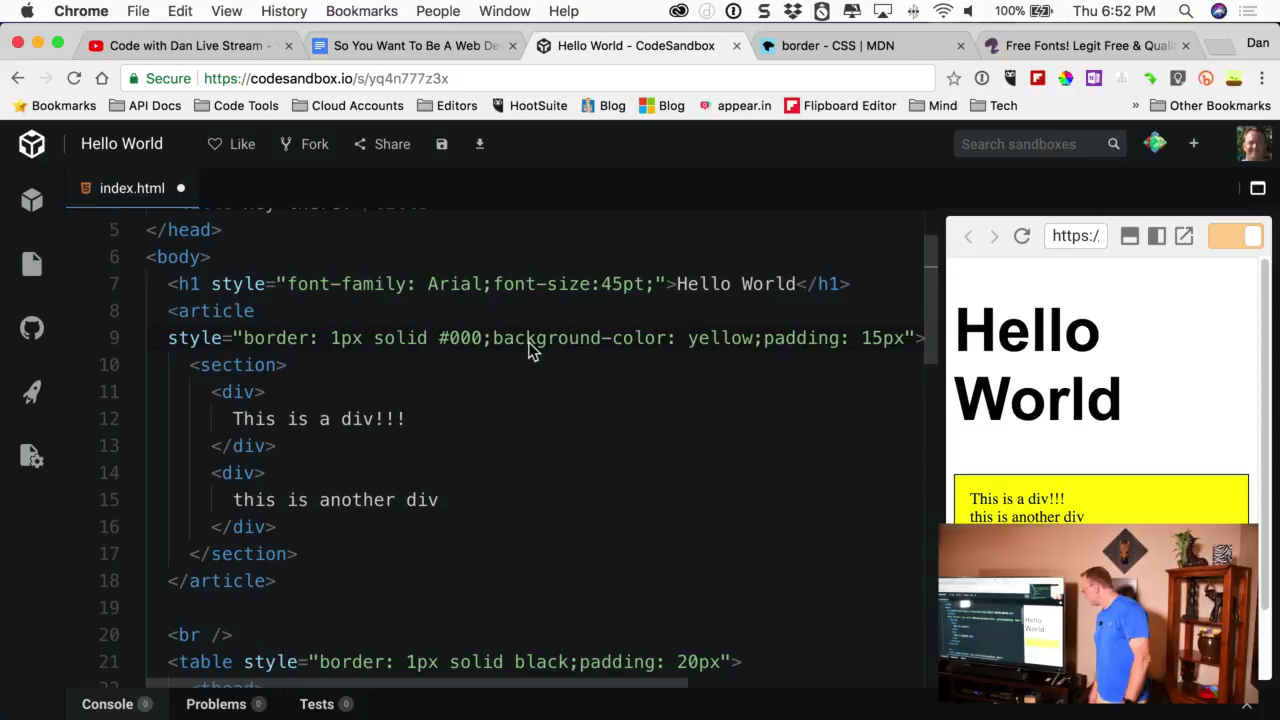 Chrome File Edit View History Bookmarks People Window Help 100% Thu 6:52 PM
Code with Dan Live Stream - So You Want To Be A Web De Hello World - CodeSandbox border - CSS | MDN Free Fonts! Legit Free & Quali Dan
Secure https://codesandbox.io/s/yq4n777z3x
Bookmarks API Docs Code Tools Cloud Accounts Editors HootSuite Blog Blog appear.in Flipboard Editor Mind Tech » Other Bookmarks
Hello World Like Fork Share Search sandboxes
index.html
https:/
5 </head>
6 <body>
7 <h1 style="font-family: Arial;font-size:45pt;">Hello World</h1>
8 <article
9 style="border: 1px solid #000;background-color: yellow;padding: 15px">
10 <section>
11 <div>
12 This is a div!!!
13 </div>
14 <div>
15 this is another div
16 </div>
17 </section>
18 </article>
19
20 <br />
21 <table style="border: 1px solid black;padding: 20px">
Hello
World
This is a div!!!
this is another div
Console 0 Problems 0 Tests 0